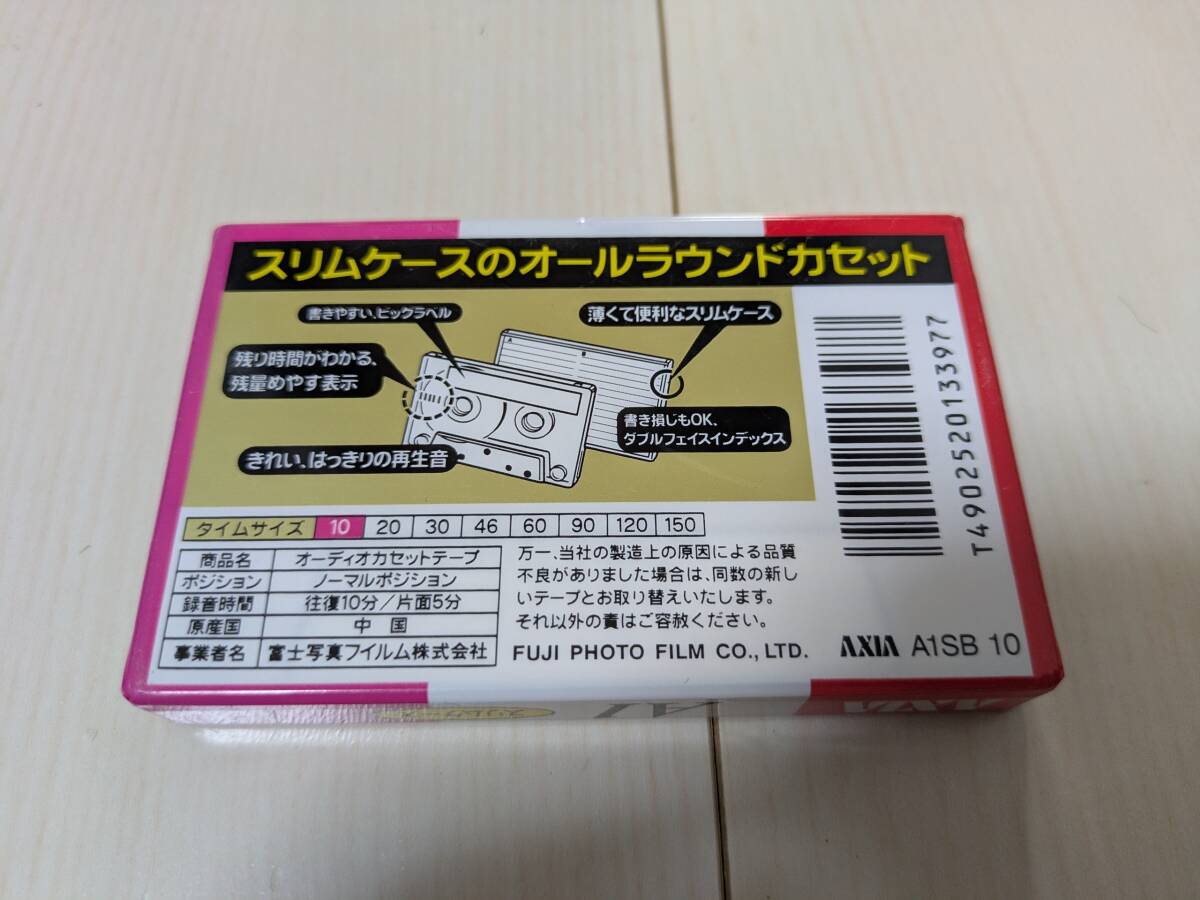 スリムケースのオールラウンドカセット
書きやすい、ビックラベル
薄くて便利なスリムケース
残り時間がわかる、
残量めやす表示
書き損じもOK、
ダブルフェイスインデックス
きれい、はっきりの再生音
A
B
T4902520133977
タイムサイズ 10 20 30 46 60 90 120 150
商品名 オーディオカセットテープ
ポジション ノーマルポジション
録音時間 往復10分/片面5分
原産国 中国
事業者名 富士写真フイルム株式会社
万一、当社の製造上の原因による品質
不良がありました場合は、同数の新し
いテープとお取り替えいたします。
それ以外の責はご容赦ください。
FUJI PHOTO FILM CO., LTD.
AXIA A1SB 10
スリムケース
A1